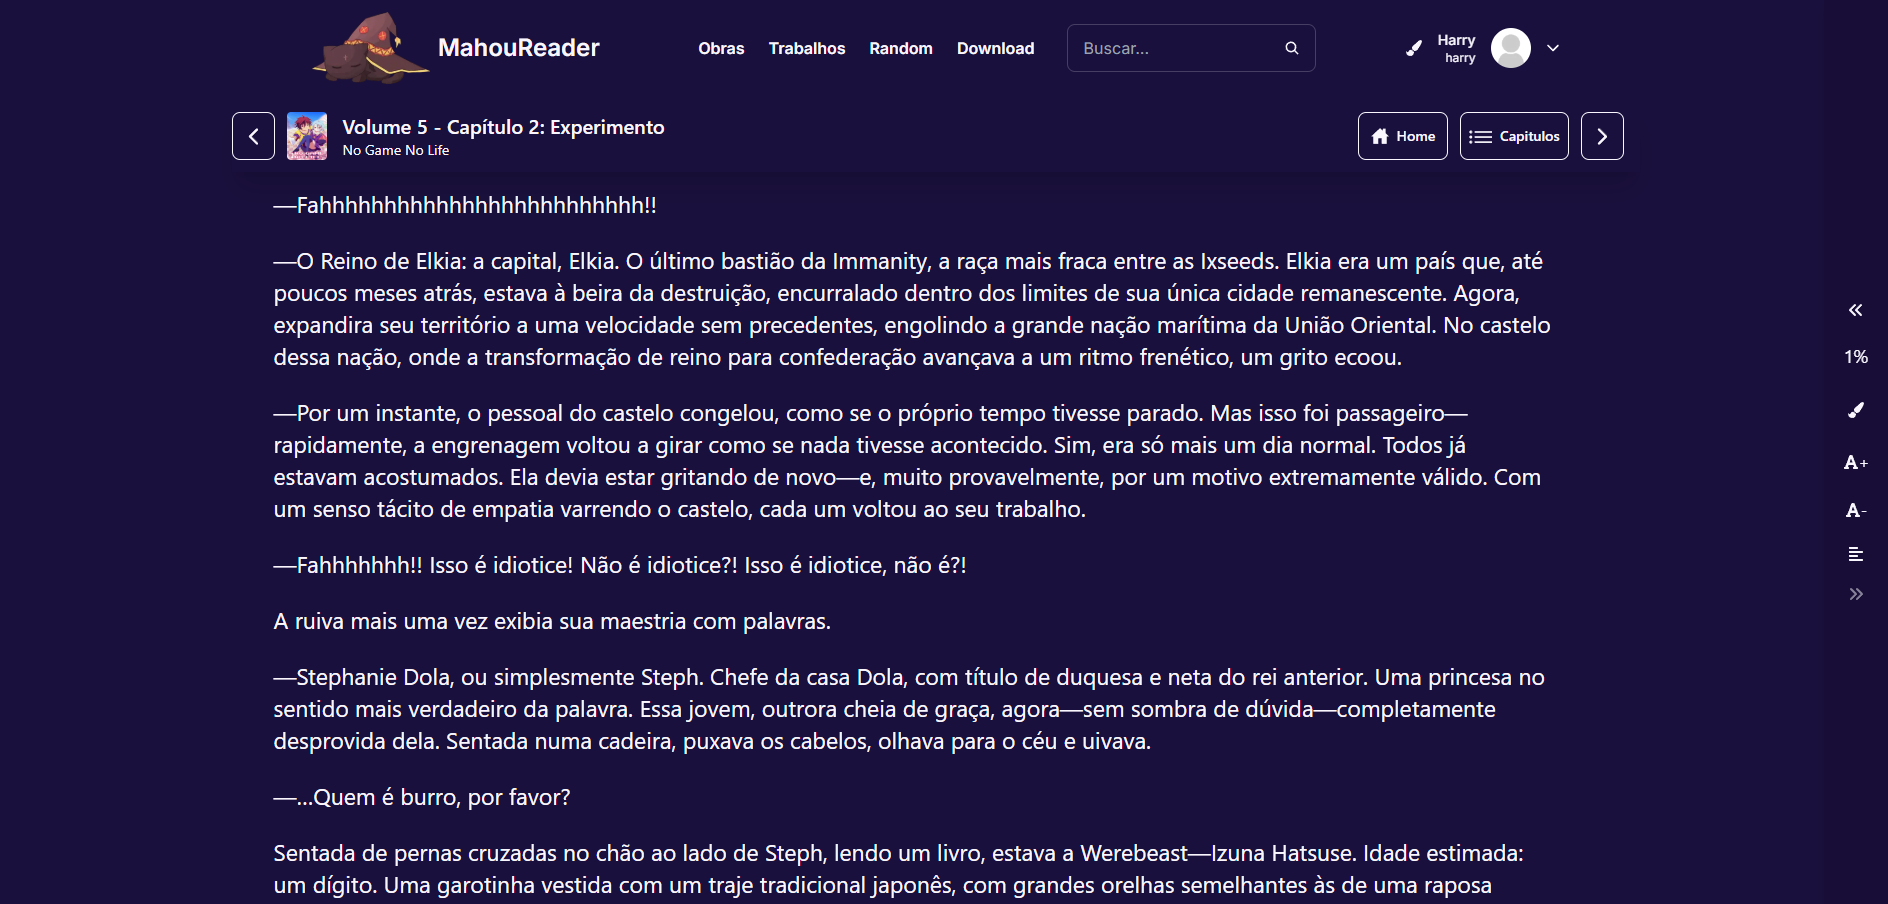 MahouReader
Obras Trabalhos Random Download
Buscar...
Harry
harry
Volume 5 - Capítulo 2: Experimento
No Game No Life
Home
Capitulos
—Fahhhhhhhhhhhhhhhhhhhhhhhhh!!
—O Reino de Elkia: a capital, Elkia. O último bastião da Immanity, a raça mais fraca entre as Ixseeds. Elkia era um país que, até
poucos meses atrás, estava à beira da destruição, encurralado dentro dos limites de sua única cidade remanescente. Agora,
expandira seu território a uma velocidade sem precedentes, engolindo a grande nação marítima da União Oriental. No castelo
dessa nação, onde a transformação de reino para confederação avançava a um ritmo frenético, um grito ecoou.
—Por um instante, o pessoal do castelo congelou, como se o próprio tempo tivesse parado. Mas isso foi passageiro—
rapidamente, a engrenagem voltou a girar como se nada tivesse acontecido. Sim, era só mais um dia normal. Todos já
estavam acostumados. Ela devia estar gritando de novo—e, muito provavelmente, por um motivo extremamente válido. Com
um senso tácito de empatia varrendo o castelo, cada um voltou ao seu trabalho.
—Fahhhhhhh!! Isso é idiotice! Não é idiotice?! Isso é idiotice, não é?!
A ruiva mais uma vez exibia sua maestria com palavras.
—Stephanie Dola, ou simplesmente Steph. Chefe da casa Dola, com título de duquesa e neta do rei anterior. Uma princesa no
sentido mais verdadeiro da palavra. Essa jovem, outrora cheia de graça, agora—sem sombra de dúvida—completamente
desprovida dela. Sentada numa cadeira, puxava os cabelos, olhava para o céu e uivava.
—...Quem é burro, por favor?
Sentada de pernas cruzadas no chão ao lado de Steph, lendo um livro, estava a Werebeast—Izuna Hatsuse. Idade estimada:
um dígito. Uma garotinha vestida com um traje tradicional japonês, com grandes orelhas semelhantes às de uma raposa
1%
A+
A-